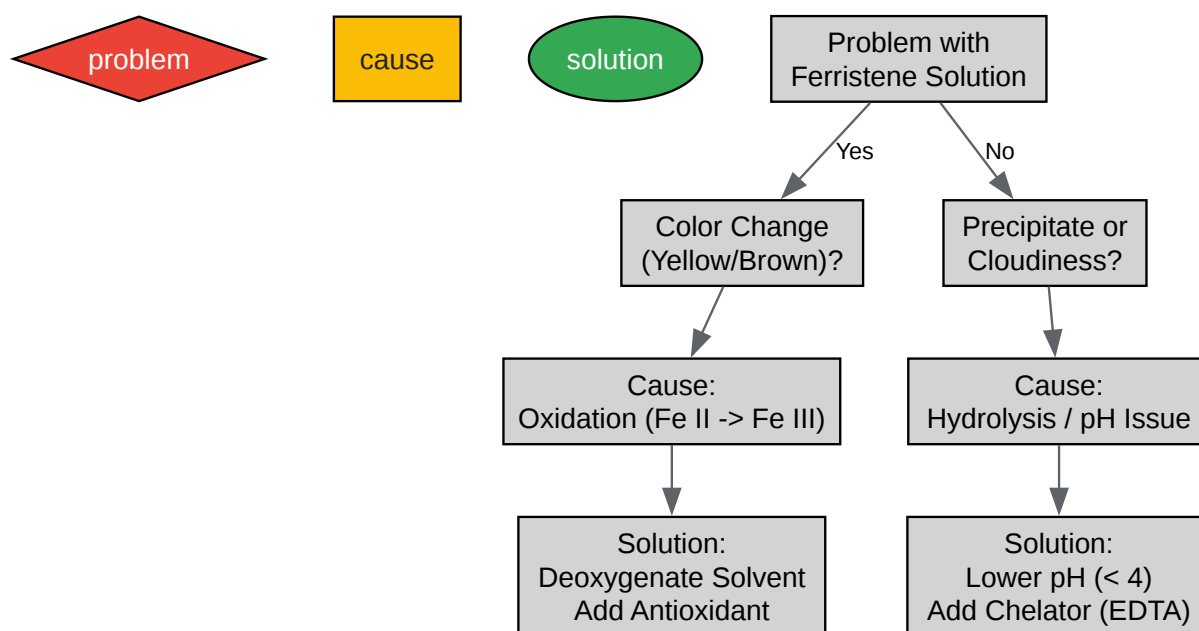 problem
cause
solution
Problem with
Ferristene Solution
Yes
No
Color Change
(Yellow/Brown)?
Precipitate or
Cloudiness?
Cause:
Oxidation (Fe II -> Fe III)
Cause:
Hydrolysis / pH Issue
Solution:
Deoxygenate Solvent
Add Antioxidant
Solution:
Lower pH (< 4)
Add Chelator (EDTA)